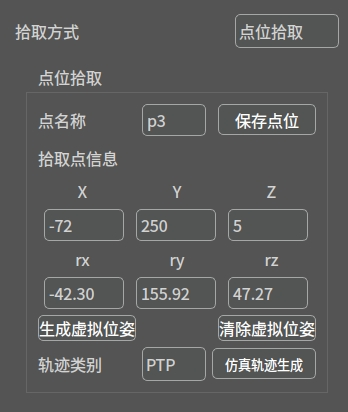 拾取方式 点位拾取
点位拾取
点名称 p3 保存点位
拾取点信息
X Y Z
-72 250 5
rx ry rz
-42.30 155.92 47.27
生成虚拟位姿 清除虚拟位姿
轨迹类别 PTP 仿真轨迹生成